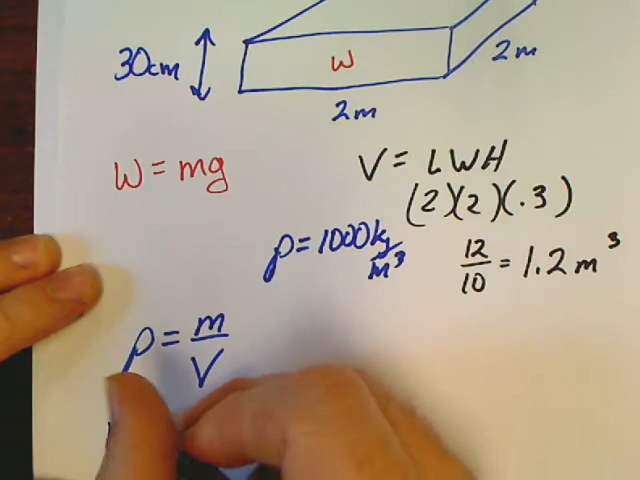 30cm
W
2m
2m
W = mg
V = LWH
(2)(2)(.3)
ρ = 1000 kg/m³
12/10 = 1.2 m³
ρ = m/V